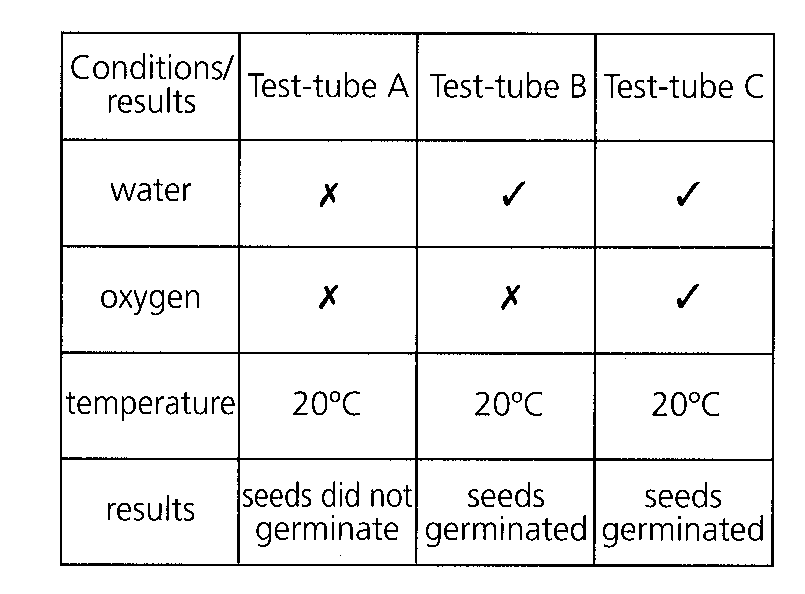 Conditions/
results
Test-tube A
Test-tube B
Test-tube C
water
✗
✓
✓
oxygen
✗
✗
✓
temperature
20°C
20°C
20°C
results
seeds did not
germinate
seeds
germinated
seeds
germinated